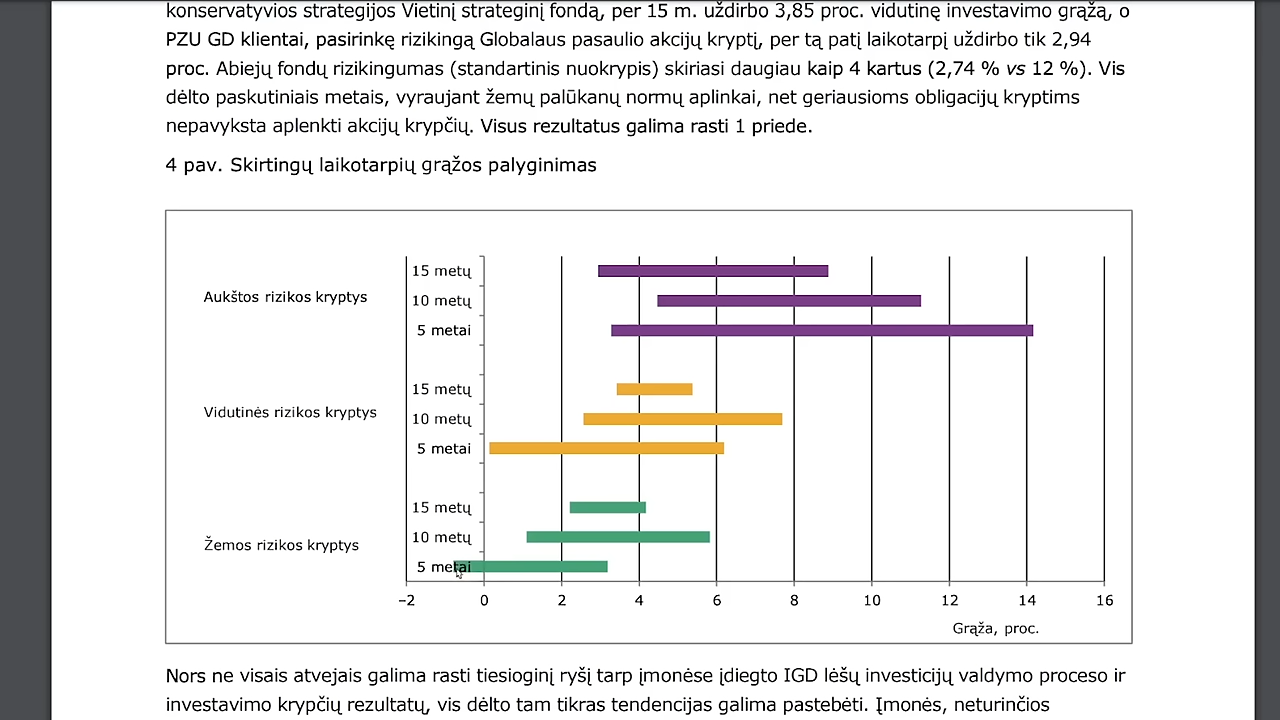 konservatyvios strategijos Vietinį strateginį fondą, per 15 m. uždirbo 3,85 proc. vidutinę investavimo grąžą, o
PZU GD klientai, pasirinkę rizikingą Globalaus pasaulio akcijų kryptį, per tą patį laikotarpį uždirbo tik 2,94
proc. Abiejų fondų rizikingumas (standartinis nuokrypis) skiriasi daugiau kaip 4 kartus (2,74 % vs 12 %). Vis
dėlto paskutiniais metais, vyraujant žemų palūkanų normų aplinkai, net geriausioms obligacijų kryptims
nepavyksta aplenkti akcijų krypčių. Visus rezultatus galima rasti 1 priede.
4 pav. Skirtingų laikotarpių grąžos palyginimas
Aukštos rizikos kryptys
15 metų
10 metų
5 metai
Vidutinės rizikos kryptys
15 metų
10 metų
5 metai
Žemos rizikos kryptys
15 metų
10 metų
5 metai
–2 0 2 4 6 8 10 12 14 16
Grąža, proc.
Nors ne visais atvejais galima rasti tiesioginį ryšį tarp įmonėse įdiegto IGD lėšų investicijų valdymo proceso ir
investavimo krypčių rezultatų, vis dėlto tam tikras tendencijas galima pastebėti. Įmonės, neturinčios